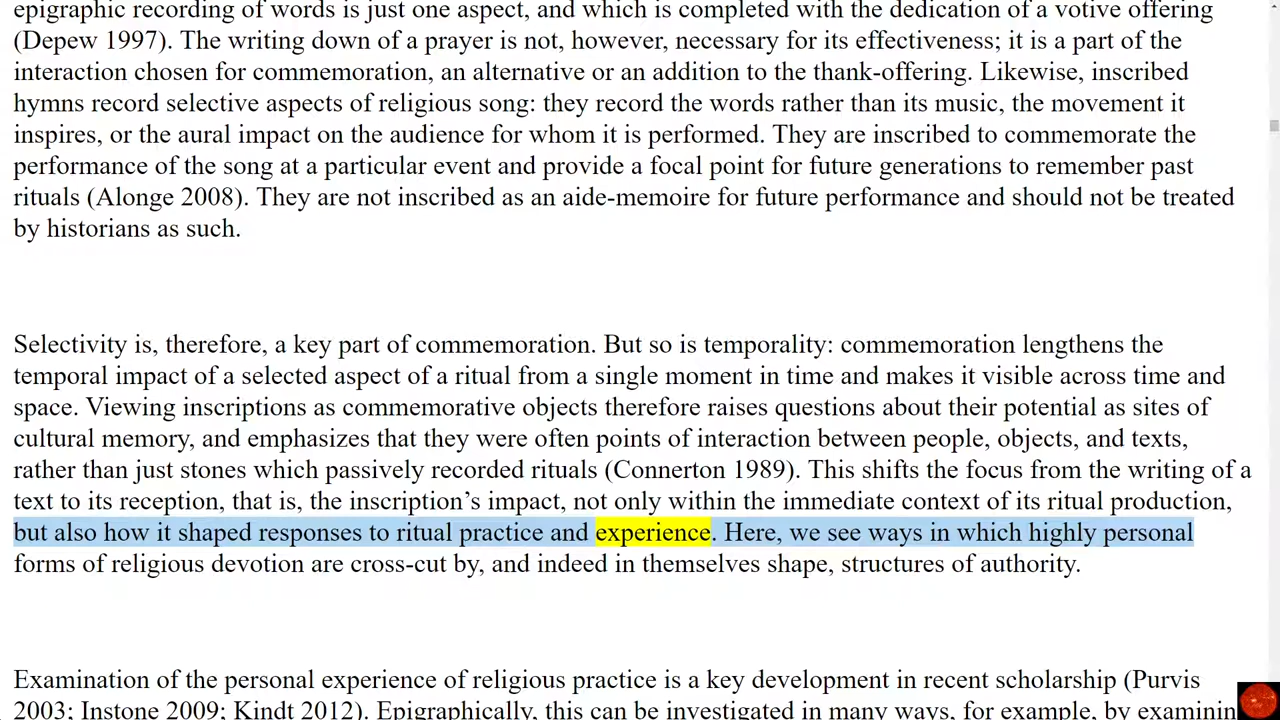 epigraphic recording of words is just one aspect, and which is completed with the dedication of a votive offering
(Depew 1997). The writing down of a prayer is not, however, necessary for its effectiveness; it is a part of the
interaction chosen for commemoration, an alternative or an addition to the thank-offering. Likewise, inscribed
hymns record selective aspects of religious song: they record the words rather than its music, the movement it
inspires, or the aural impact on the audience for whom it is performed. They are inscribed to commemorate the
performance of the song at a particular event and provide a focal point for future generations to remember past
rituals (Alonge 2008). They are not inscribed as an aide-memoire for future performance and should not be treated
by historians as such.
Selectivity is, therefore, a key part of commemoration. But so is temporality: commemoration lengthens the
temporal impact of a selected aspect of a ritual from a single moment in time and makes it visible across time and
space. Viewing inscriptions as commemorative objects therefore raises questions about their potential as sites of
cultural memory, and emphasizes that they were often points of interaction between people, objects, and texts,
rather than just stones which passively recorded rituals (Connerton 1989). This shifts the focus from the writing of a
text to its reception, that is, the inscription’s impact, not only within the immediate context of its ritual production,
but also how it shaped responses to ritual practice and experience. Here, we see ways in which highly personal
forms of religious devotion are cross-cut by, and indeed in themselves shape, structures of authority.
Examination of the personal experience of religious practice is a key development in recent scholarship (Purvis
2003; Instone 2009; Kindt 2012). Epigraphically, this can be investigated in many ways, for example, by examinin